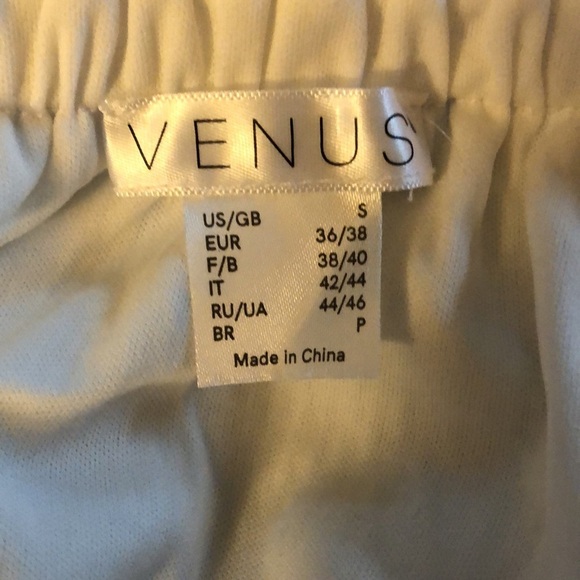 VENUS
US/GB S
EUR 36/38
F/B 38/40
IT 42/44
RU/UA 44/46
BR P
Made in China